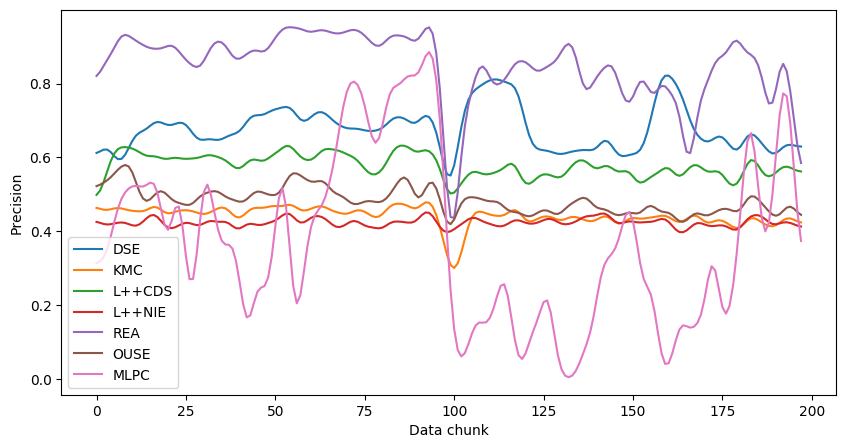 Precision
0.8
0.6
0.4
0.2
0.0
DSE
KMC
L++CDS
L++NIE
REA
OUSE
MLPC
0 25 50 75 100 125 150 175 200
Data chunk